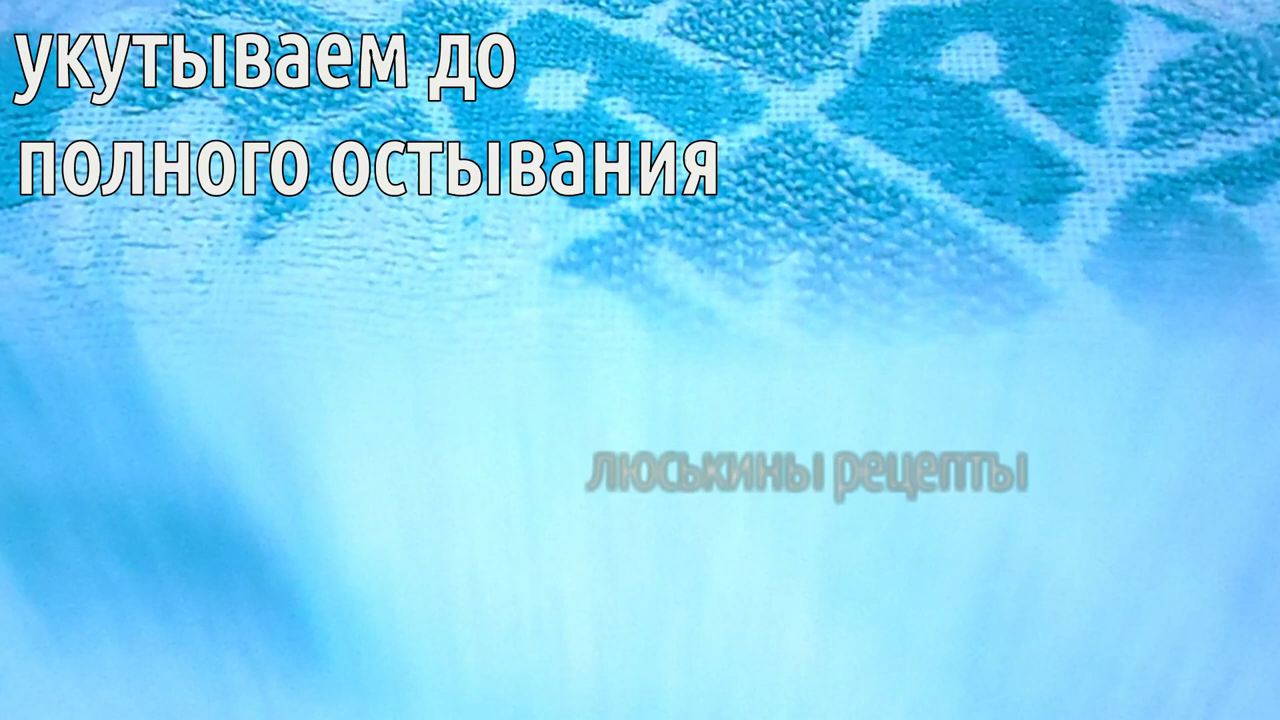 укутываем до
полного остывания
люськины рецепты